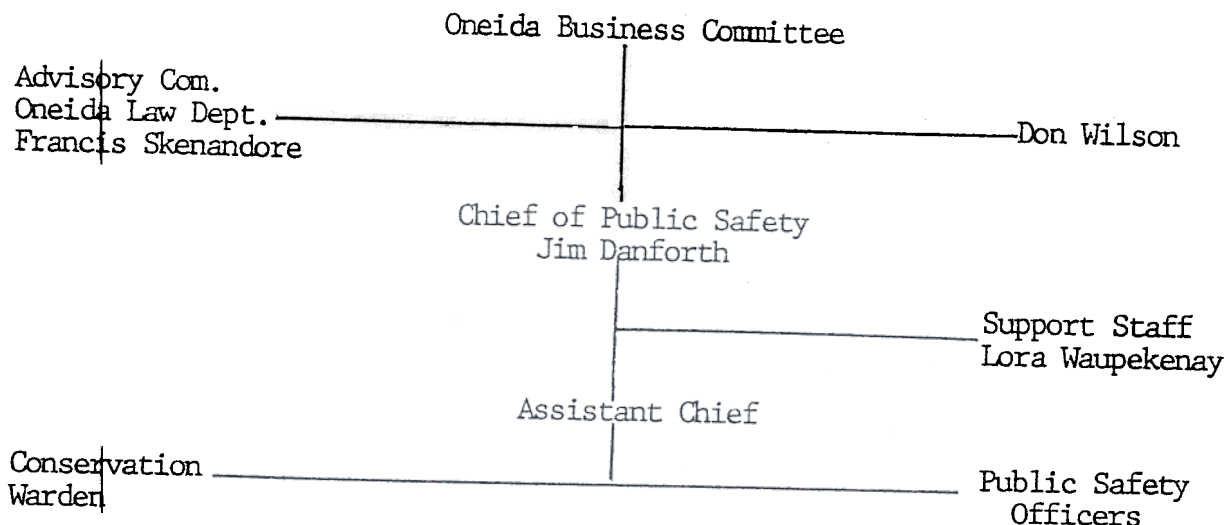 Oneida Business Committee
Advisory Com.
Oneida Law Dept.
Francis Skenandore
Don Wilson
Chief of Public Safety
Jim Danforth
Support Staff
Lora Waupekenay
Assistant Chief
Conservation
Warden
Public Safety
Officers